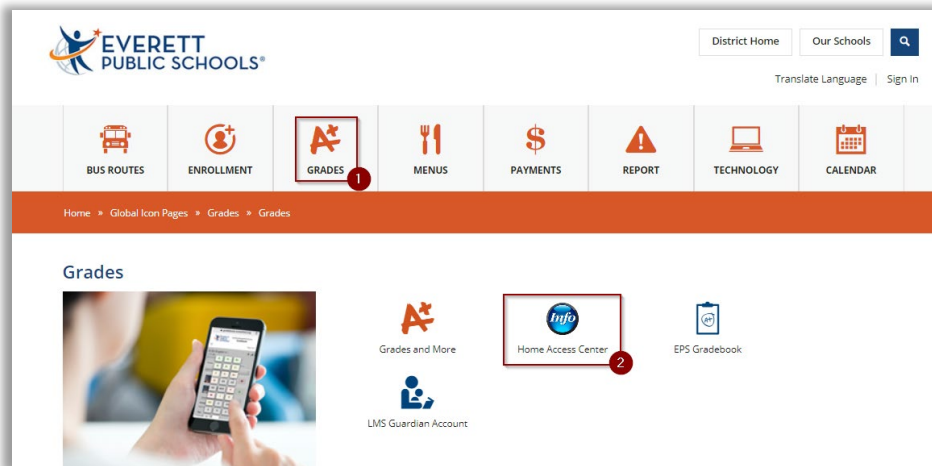 EVERETT
PUBLIC SCHOOLS®
District Home
Our Schools
Translate Language | Sign In
BUS ROUTES
ENROLLMENT
GRADES
MENUS
PAYMENTS
REPORT
TECHNOLOGY
CALENDAR
1
Home » Global Icon Pages » Grades » Grades
Grades
A+
Grades and More
Info
Home Access Center
2
A+
EPS Gradebook
LMS Guardian Account